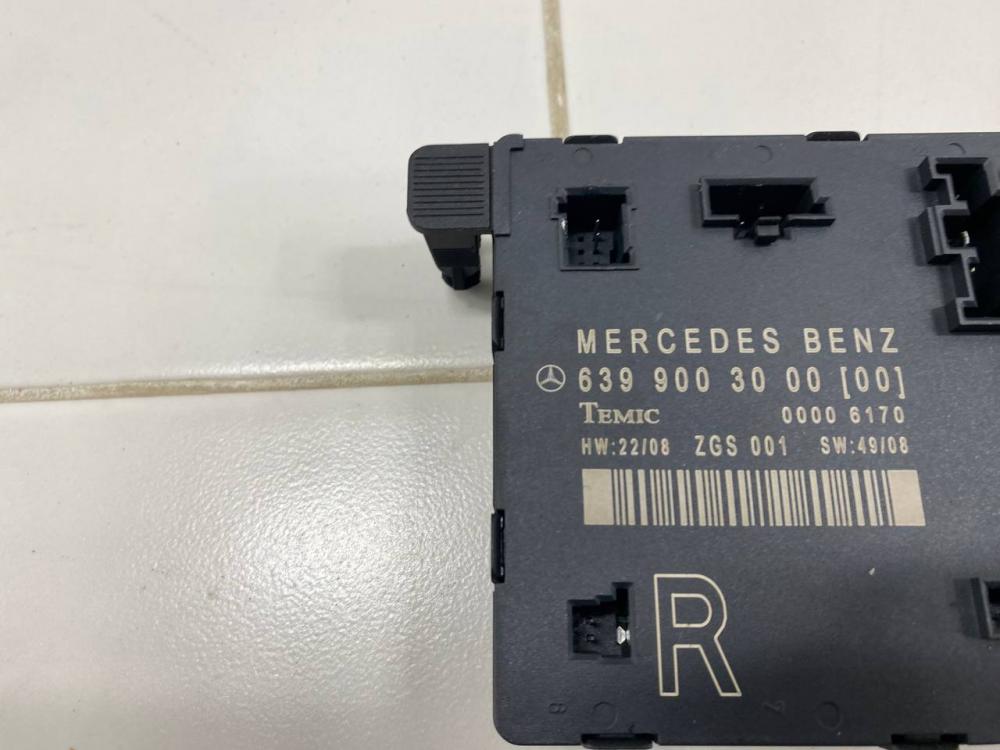 MERCEDES BENZ
639 900 30 00 [00]
TEMIC 0000 6170
HW:22/08 ZGS 001 SW:49/08
R